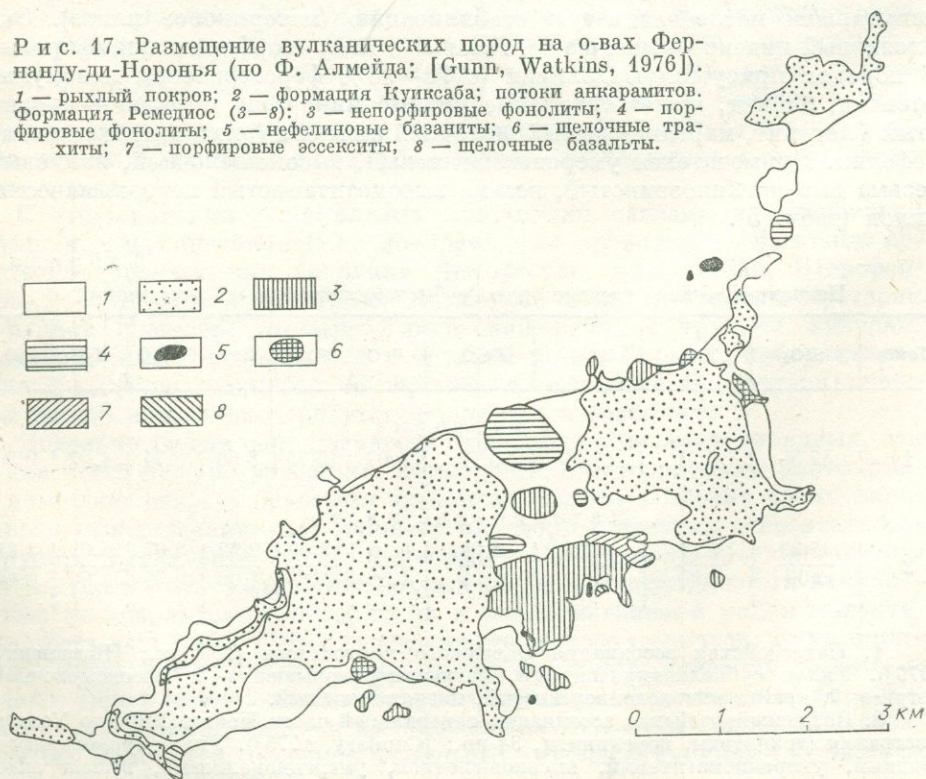 Рис. 17. Размещение вулканических пород на о-вах Фер-
нанду-ди-Норонья (по Ф. Алмейда; [Gunn, Watkins, 1976]).
1 — рыхлый покров; 2 — формация Куиксаба; потоки анкарамитов.
Формация Ремедиос (3—8): 3 — непорфировые фонолиты; 4 — пор-
фировые фонолиты; 5 — нефелиновые базаниты; 6 — щелочные тра-
хиты; 7 — порфировые эссекситы; 8 — щелочные базальты.
1 2 3
4 5 6
7 8
0 1 2 3 км